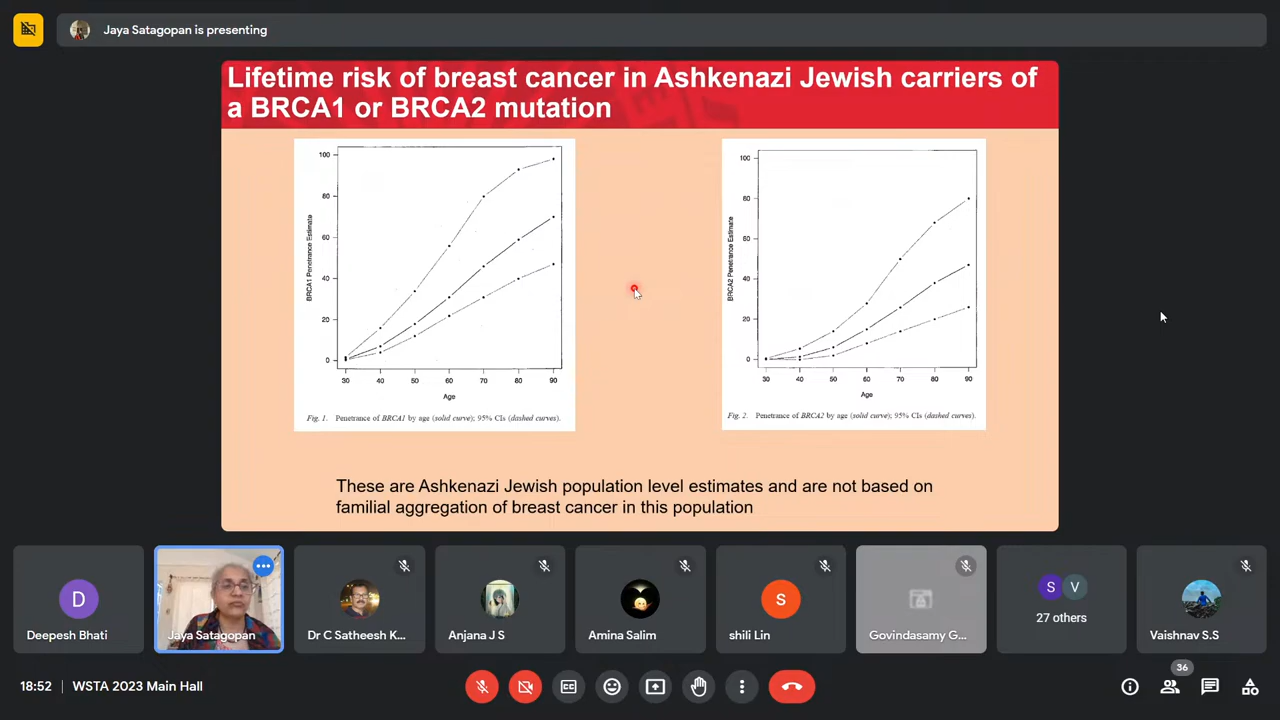 Jaya Satagopan is presenting
Lifetime risk of breast cancer in Ashkenazi Jewish carriers of
a BRCA1 or BRCA2 mutation
100
80
60
40
20
0
BRCA1 Penetrance Estimate
30 40 50 60 70 80 90
Age
Fig. 1. Penetrance of BRCA1 by age (solid curve); 95% CIs (dashed curves).
100
80
60
40
20
0
BRCA2 Penetrance Estimate
30 40 50 60 70 80 90
Age
Fig. 2. Penetrance of BRCA2 by age (solid curve); 95% CIs (dashed curves).
These are Ashkenazi Jewish population level estimates and are not based on
familial aggregation of breast cancer in this population
D
S
S V
27 others
Deepesh Bhati
Jaya Satagopan
Dr C Satheesh K...
Anjana J S
Amina Salim
shili Lin
Govindasamy G...
Vaishnav S.S
18:52 | WSTA 2023 Main Hall
36